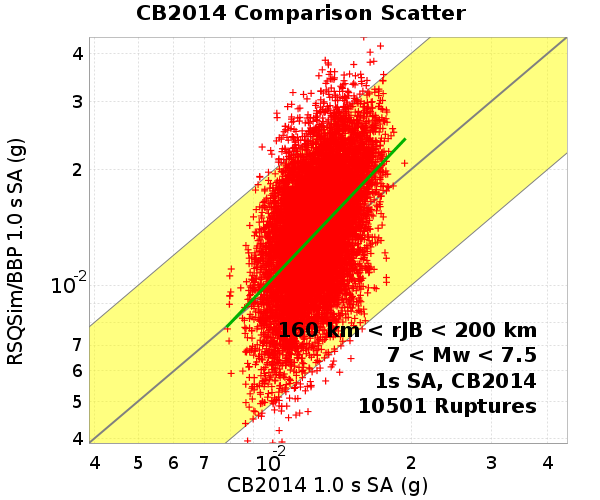 CB2014 Comparison Scatter
RSQSim/BBP 1.0 s SA (g)
4
3
2
10-2
7
6
5
4
160 km < rJB < 200 km
7 < Mw < 7.5
1s SA, CB2014
10501 Ruptures
4 5 6 7 10-2 2 3 4
CB2014 1.0 s SA (g)